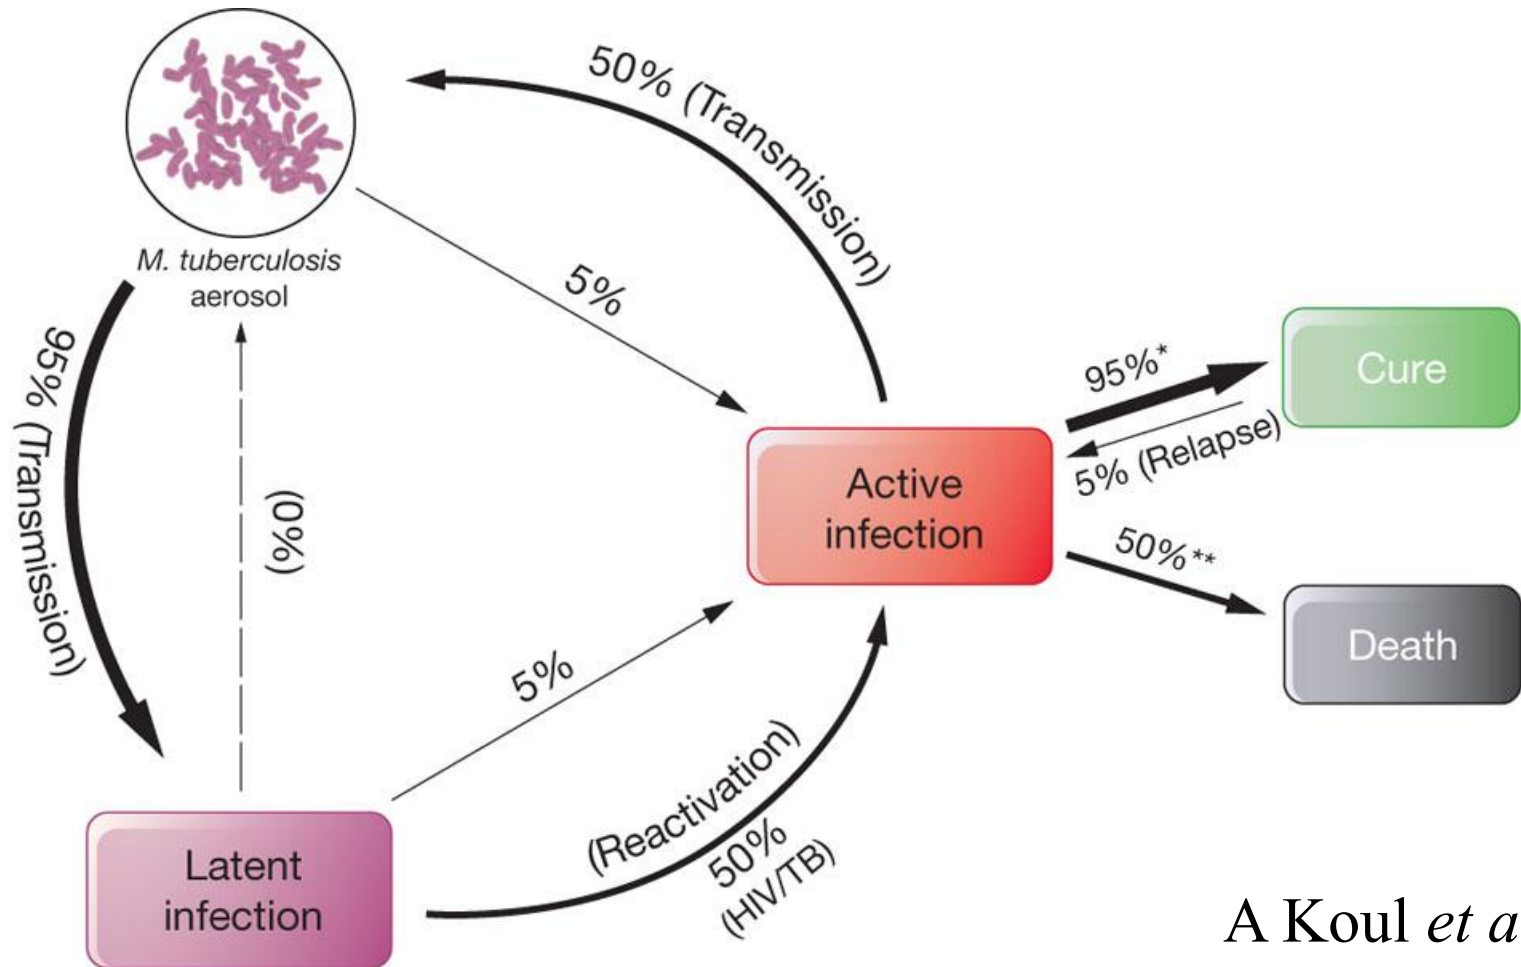 50% (Transmission)
M. tuberculosis
aerosol
5%
95% (Transmission)
(0%)
95%*
Cure
5% (Relapse)
Active
infection
50%**
Death
5%
(Reactivation)
50%
(HIV/TB)
Latent
infection
A Koul et a